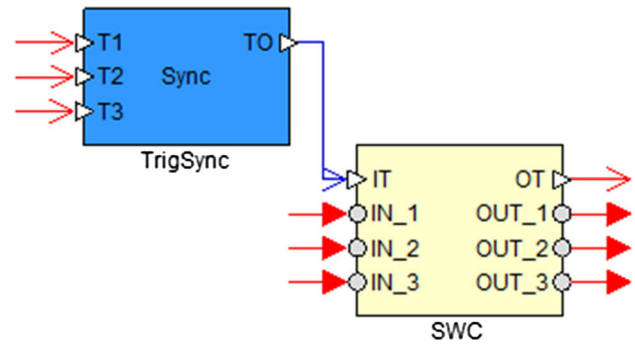 T1 TO
T2 Sync
T3
TrigSync
IT OT
IN_1 OUT_1
IN_2 OUT_2
IN_3 OUT_3
SWC